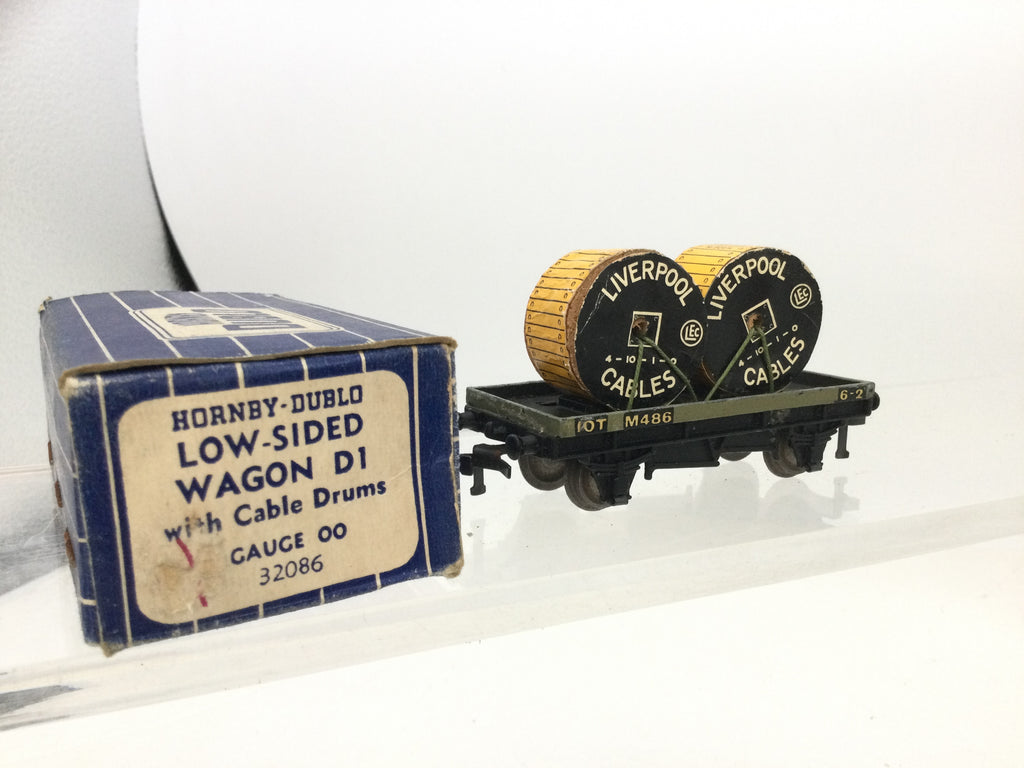 HORNBY-DUBLO
LOW-SIDED
WAGON D1
with Cable Drums
GAUGE OO
32086
LIVERPOOL
LEC
4-10-1-0
CABLES
LIVERPOOL
LEC
4-10-1-0
CABLES
10T M486
6-2